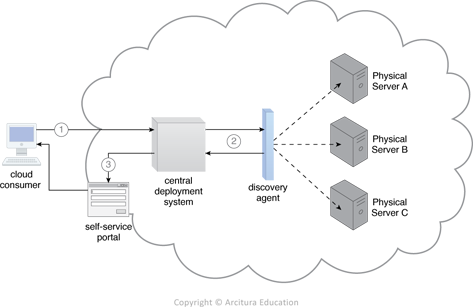 Physical
Server A
1
2
Physical
Server B
3
cloud
consumer
central
deployment
system
discovery
agent
Physical
Server C
self-service
portal
Copyright © Arcitura Education